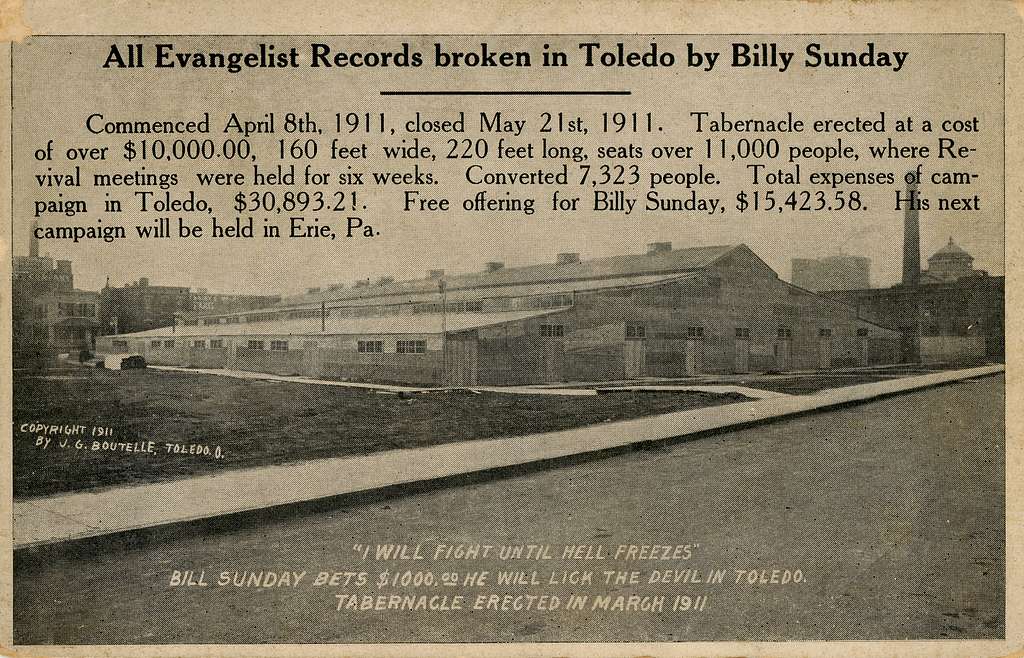 All Evangelist Records broken in Toledo by Billy Sunday
Commenced April 8th, 1911, closed May 21st, 1911. Tabernacle erected at a cost
of over $10,000.00, 160 feet wide, 220 feet long, seats over 11,000 people, where Re-
vival meetings were held for six weeks. Converted 7,323 people. Total expenses of cam-
paign in Toledo, $30,893.21. Free offering for Billy Sunday, $15,423.58. His next
campaign will be held in Erie, Pa.
COPYRIGHT 1911
BY J. G. BOUTELLE, TOLEDO. O.
"I WILL FIGHT UNTIL HELL FREEZES"
BILL SUNDAY BETS $1000.00 HE WILL LICK THE DEVIL IN TOLEDO.
TABERNACLE ERECTED IN MARCH 1911